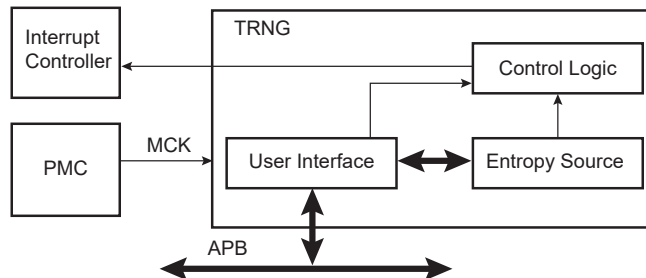 TRNG
Interrupt
Controller
Control Logic
PMC
MCK
User Interface
Entropy Source
APB